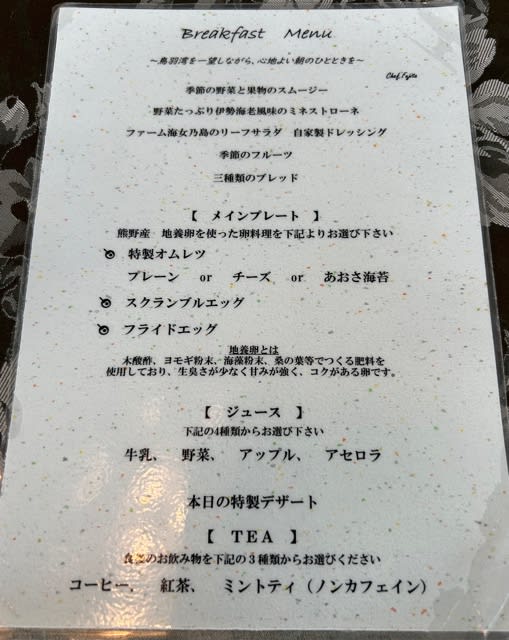 Breakfast Menu
～鳥羽湾を一望しながら、心地よい朝のひとときを～
Chef.Fujita
季節の野菜と果物のスムージー
野菜たっぷり伊勢海老風味のミネストローネ
ファーム海女乃島のリーフサラダ 自家製ドレッシング
季節のフルーツ
三種類のブレッド
【 メインプレート 】
熊野産 地養卵を使った卵料理を下記よりお選び下さい
特製オムレツ
プレーン or チーズ or あおさ海苔
スクランブルエッグ
フライドエッグ
地養卵とは
木酸酢、ヨモギ粉末、海藻粉末、桑の葉等でつくる肥料を
使用しており、生臭さが少なく甘みが強く、コクがある卵です。
【 ジュース 】
下記の4種類からお選び下さい
牛乳、 野菜、 アップル、 アセロラ
本日の特製デザート
【 TEA 】
のお飲み物を下記の３種類からお選びください
コーヒー、 紅茶、 ミントティ（ノンカフェイン）